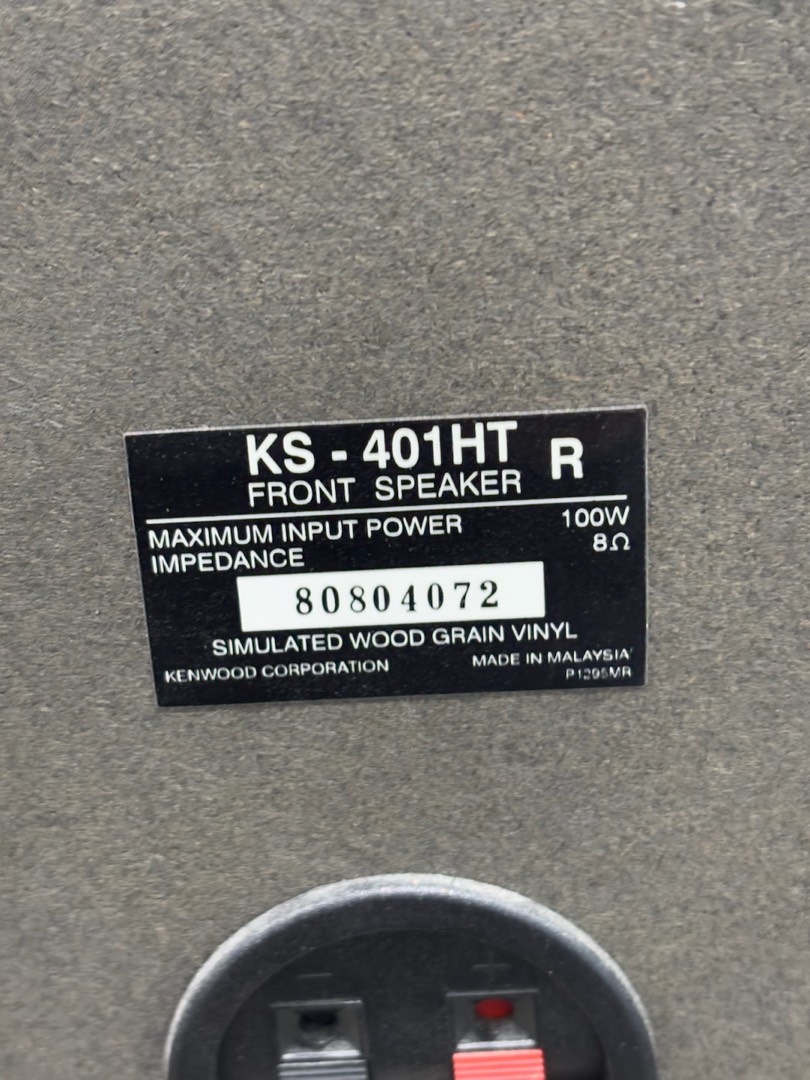 KS - 401HT R
FRONT SPEAKER
MAXIMUM INPUT POWER 100W
IMPEDANCE 8Ω
80804072
SIMULATED WOOD GRAIN VINYL
KENWOOD CORPORATION MADE IN MALAYSIA
P1295MR
- +